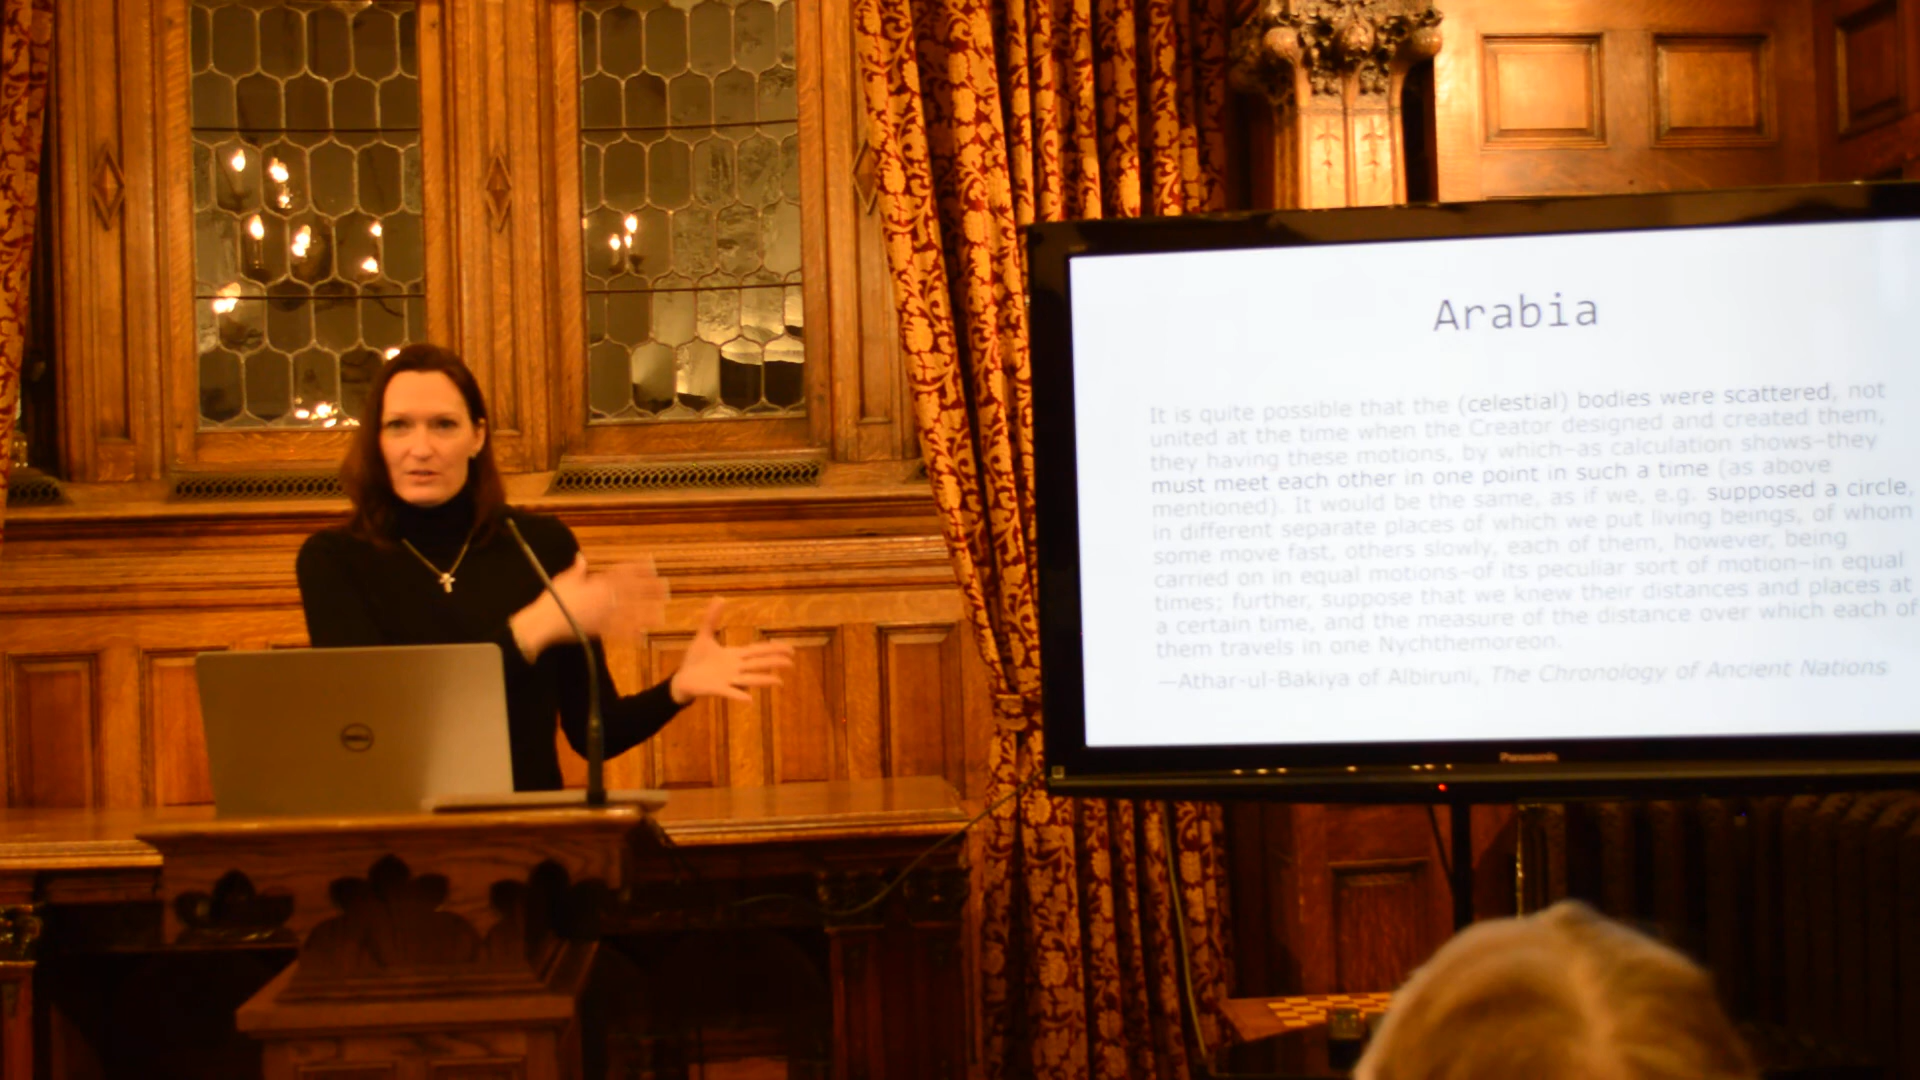 Arabia
It is quite possible that the (celestial) bodies were scattered, not
united at the time when the Creator designed and created them,
they having these motions, by which–as calculation shows–they
must meet each other in one point in such a time (as above
mentioned). It would be the same, as if we, e.g. supposed a circle,
in different separate places of which we put living beings, of whom
some move fast, others slowly, each of them, however, being
carried on in equal motions–of its peculiar sort of motion–in equal
times; further, suppose that we knew their distances and places at
a certain time, and the measure of the distance over which each of
them travels in one Nychthemoreon.
—Athar-ul-Bakiya of Albiruni, The Chronology of Ancient Nations
Panasonic
DELL